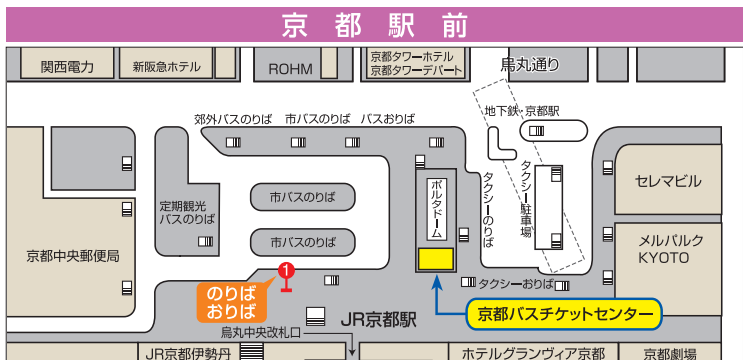 京都駅前
関西電力
新阪急ホテル
ROHM
京都タワーホテル
京都タワーデパート
烏丸通り
郊外バスのりば
市バスのりば
バスおりば
地下鉄・京都駅
定期観光
バスのりば
市バスのりば
市バスのりば
ポルタドーム
タクシーのりば
タクシー駐車場
セレマビル
京都中央郵便局
メルパルク
KYOTO
1
のりば
おりば
タクシーおりば
京都バスチケットセンター
JR京都駅
烏丸中央改札口
JR京都伊勢丹
ホテルグランヴィア京都
京都劇場